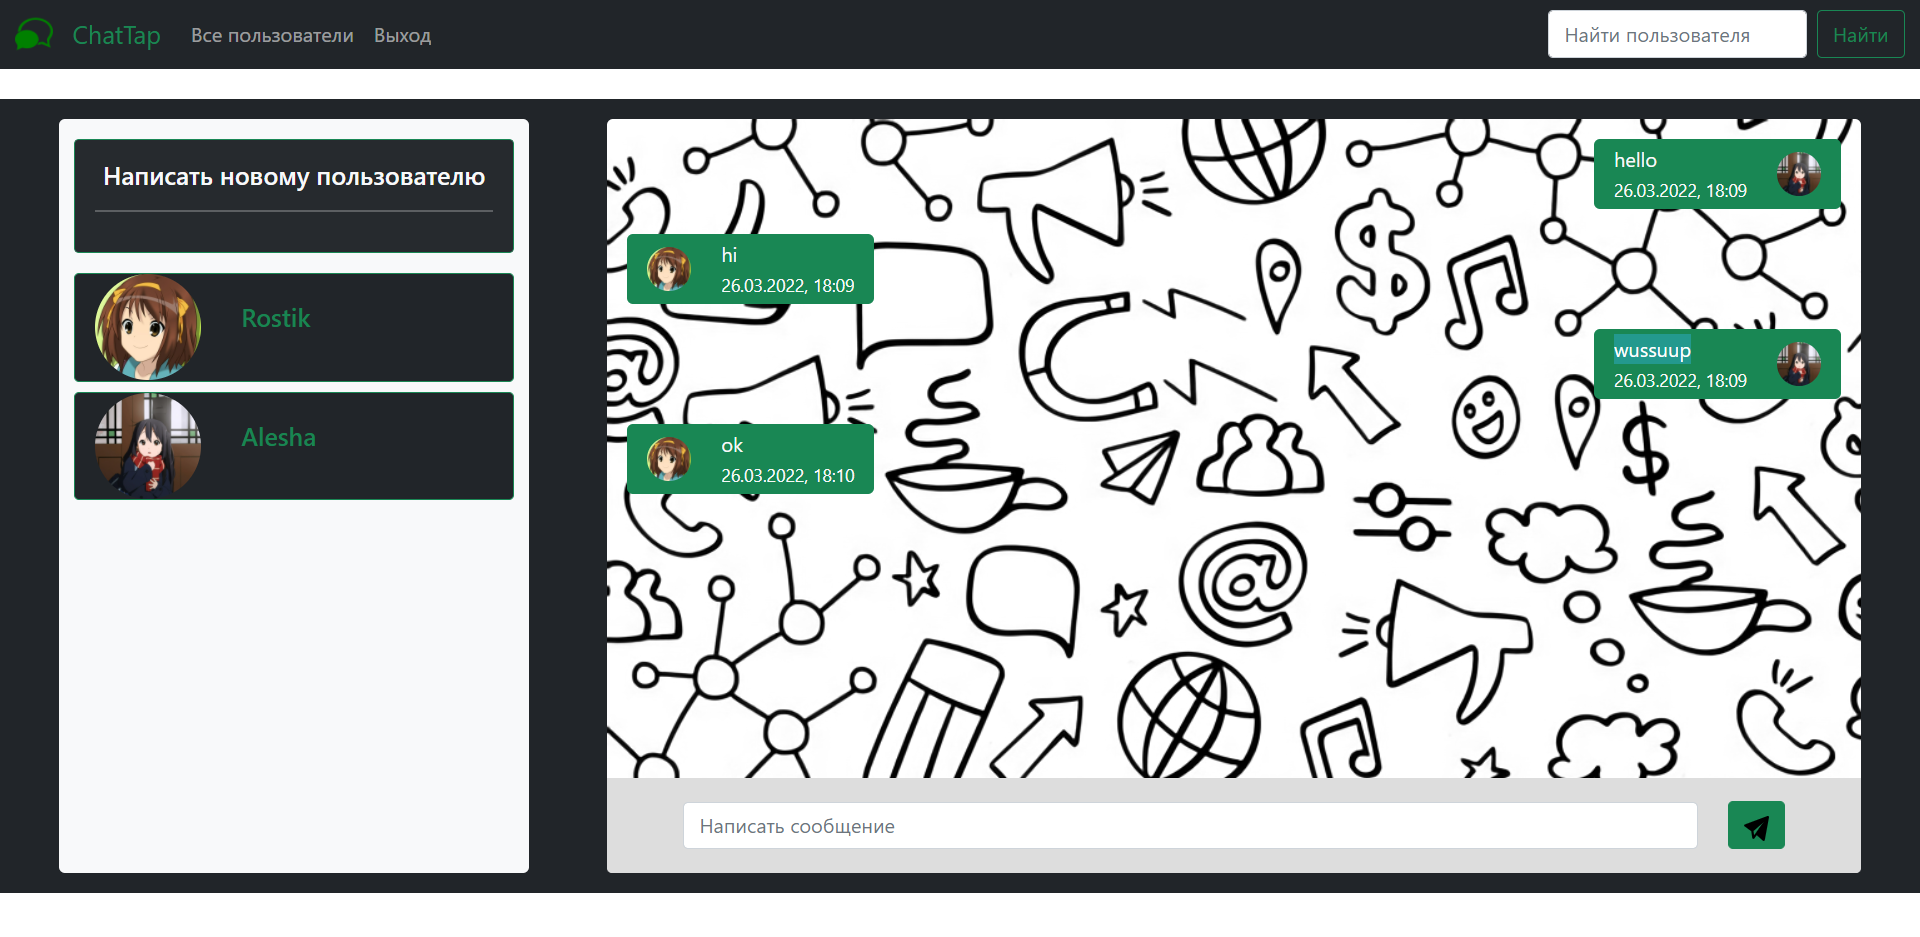 ChatTap
Все пользователи
Выход
Найти пользователя
Найти
Написать новому пользователю
Rostik
Alesha
hello
26.03.2022, 18:09
hi
26.03.2022, 18:09
wussuup
26.03.2022, 18:09
ok
26.03.2022, 18:10
Написать сообщение